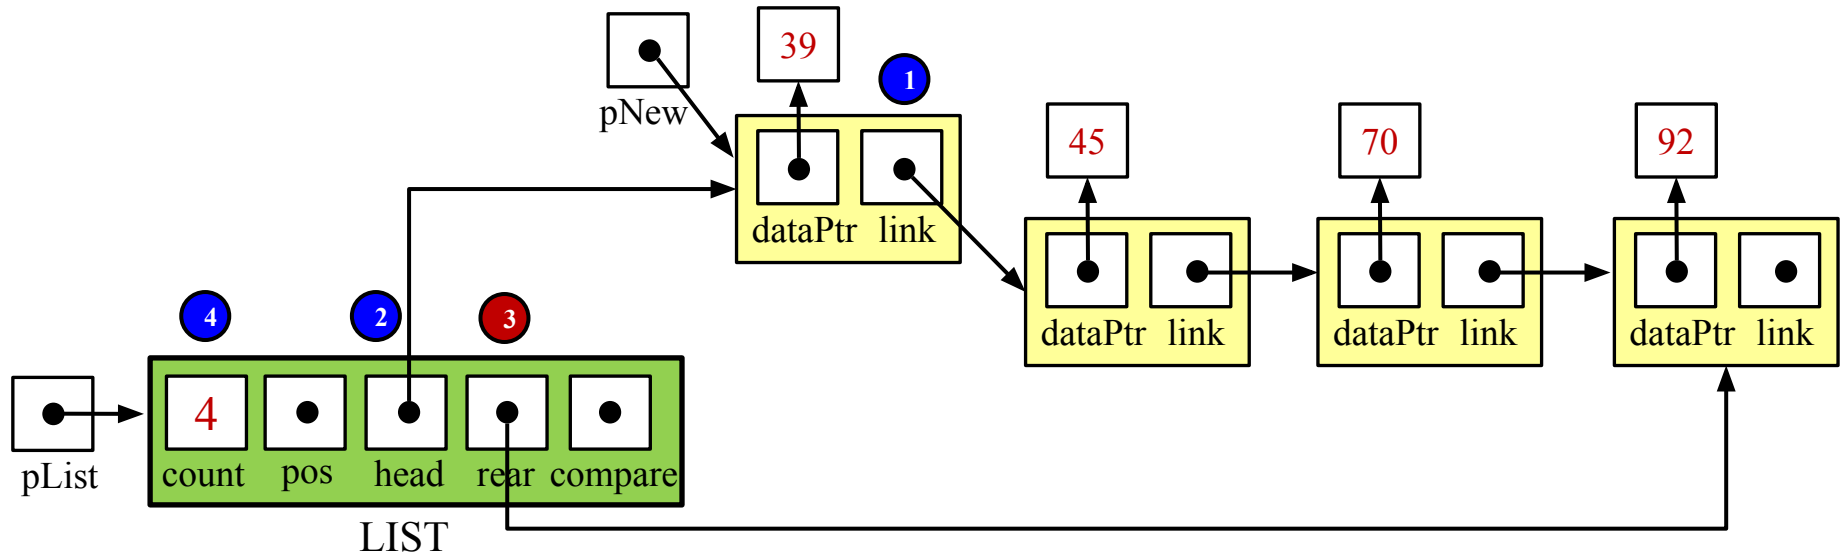 39
1
pNew
45
70
92
dataPtr link
dataPtr link
dataPtr link
dataPtr link
4
2
3
4
pList
count pos head rear compare
LIST